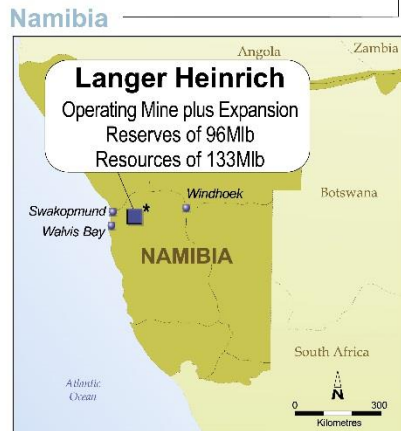 Namibia
Angola
Zambia
Langer Heinrich
Operating Mine plus Expansion
Reserves of 96Mlb
Resources of 133Mlb
Windhoek
Botswana
Swakopmund
*
Walvis Bay
NAMIBIA
South Africa
Atlantic
Ocean
N
0 300
Kilometres